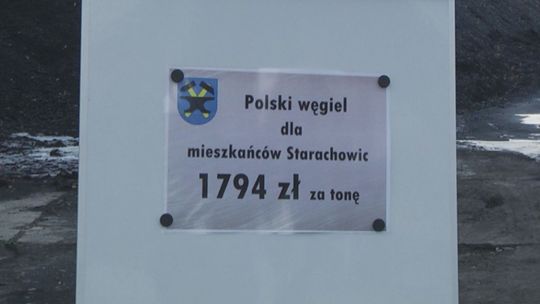 Polski węgiel
dla
mieszkańców Starachowic
1794 zł za tonę